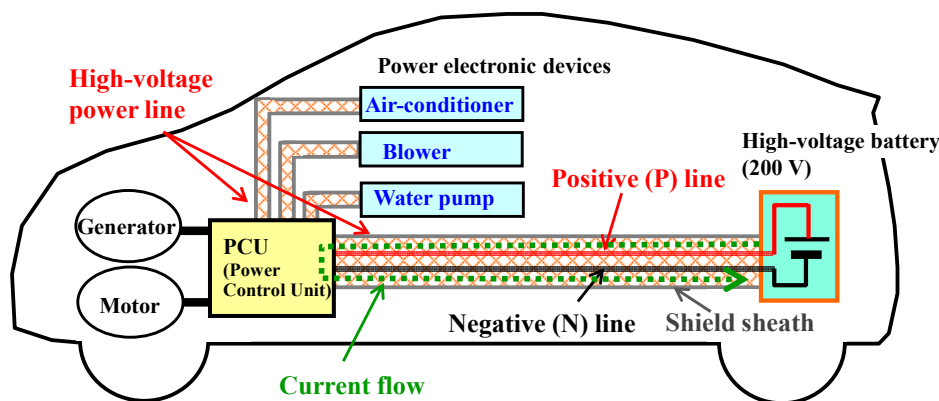 High-voltage
power line
Power electronic devices
Air-conditioner
Blower
Water pump
High-voltage battery
(200 V)
Positive (P) line
Generator
PCU
(Power
Control Unit)
Motor
Negative (N) line
Shield sheath
Current flow